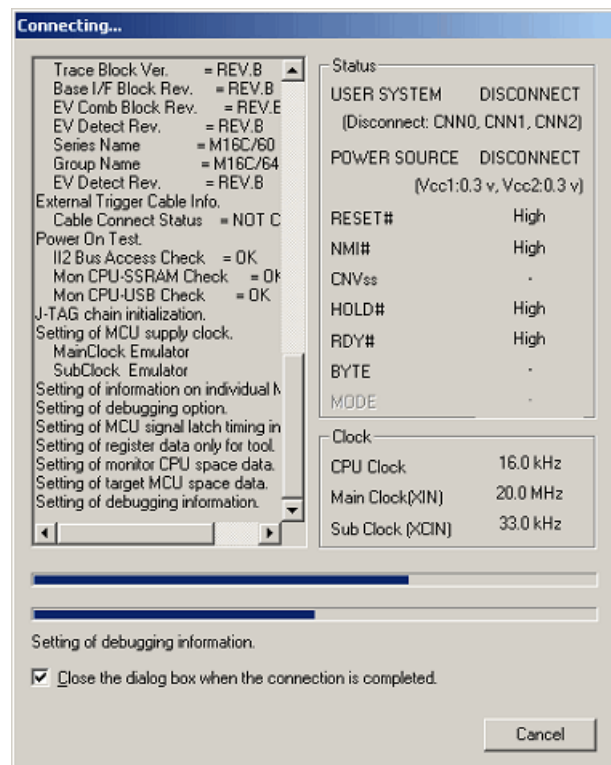 Connecting...
Trace Block Ver. = REV.B
Base I/F Block Rev. = REV.B
EV Comb Block Rev. = REV.E
EV Detect Rev. = REV.B
Series Name = M16C/60
Group Name = M16C/64
EV Detect Rev. = REV.B
External Trigger Cable Info.
Cable Connect Status = NOT C
Power On Test.
II2 Bus Access Check = OK
Mon CPU-SSRAM Check = OK
Mon CPU-USB Check = OK
J-TAG chain initialization.
Setting of MCU supply clock.
MainClock Emulator
SubClock Emulator
Setting of information on individual M
Setting of debugging option.
Setting of MCU signal latch timing in
Setting of register data only for tool.
Setting of monitor CPU space data.
Setting of target MCU space data.
Setting of debugging information.
Status
USER SYSTEM DISCONNECT
(Disconnect: CNN0, CNN1, CNN2)
POWER SOURCE DISCONNECT
(Vcc1:0.3 v, Vcc2:0.3 v)
RESET# High
NMI# High
CNVss -
HOLD# High
RDY# High
BYTE -
MODE -
Clock
CPU Clock 16.0 kHz
Main Clock(XIN) 20.0 MHz
Sub Clock (XCIN) 33.0 kHz
Setting of debugging information.
Close the dialog box when the connection is completed.
Cancel